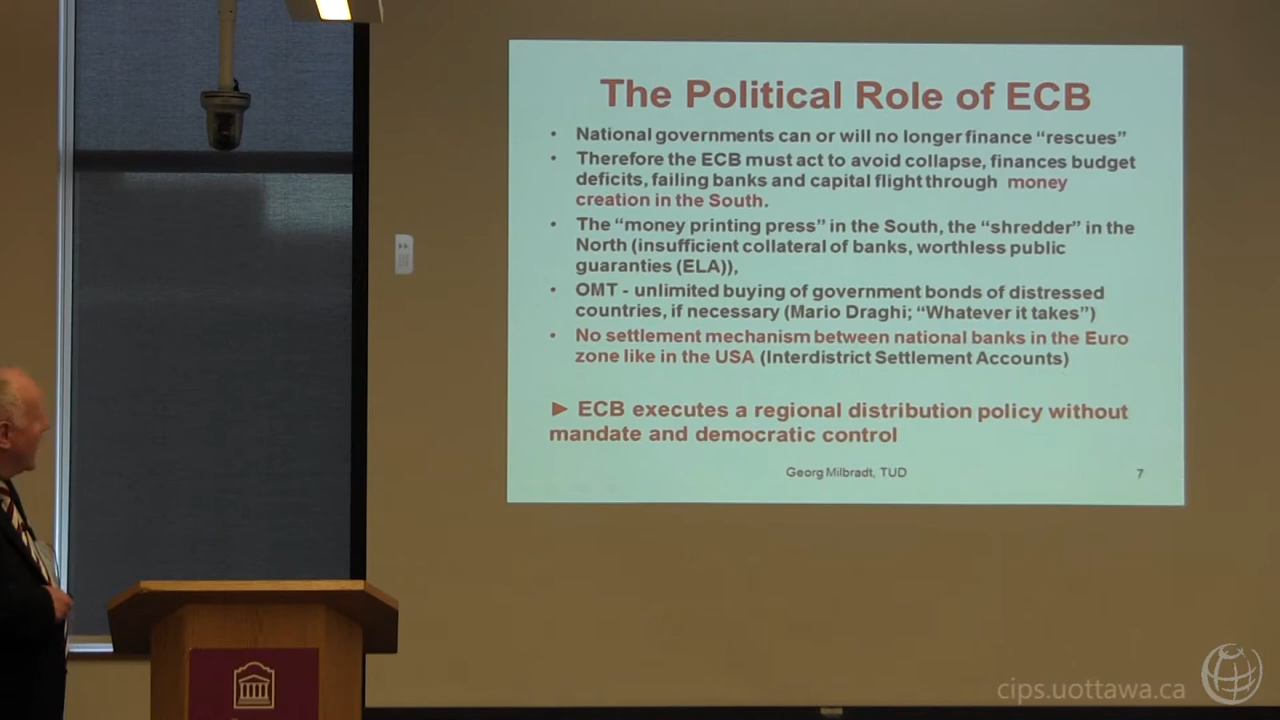 The Political Role of ECB
• National governments can or will no longer finance “rescues”
• Therefore the ECB must act to avoid collapse, finances budget
deficits, failing banks and capital flight through money
creation in the South.
• The “money printing press” in the South, the “shredder” in the
North (insufficient collateral of banks, worthless public
guaranties (ELA)),
• OMT - unlimited buying of government bonds of distressed
countries, if necessary (Mario Draghi; “Whatever it takes”)
• No settlement mechanism between national banks in the Euro
zone like in the USA (Interdistrict Settlement Accounts)
► ECB executes a regional distribution policy without
mandate and democratic control
Georg Milbradt, TUD
7
cips.uottawa.ca